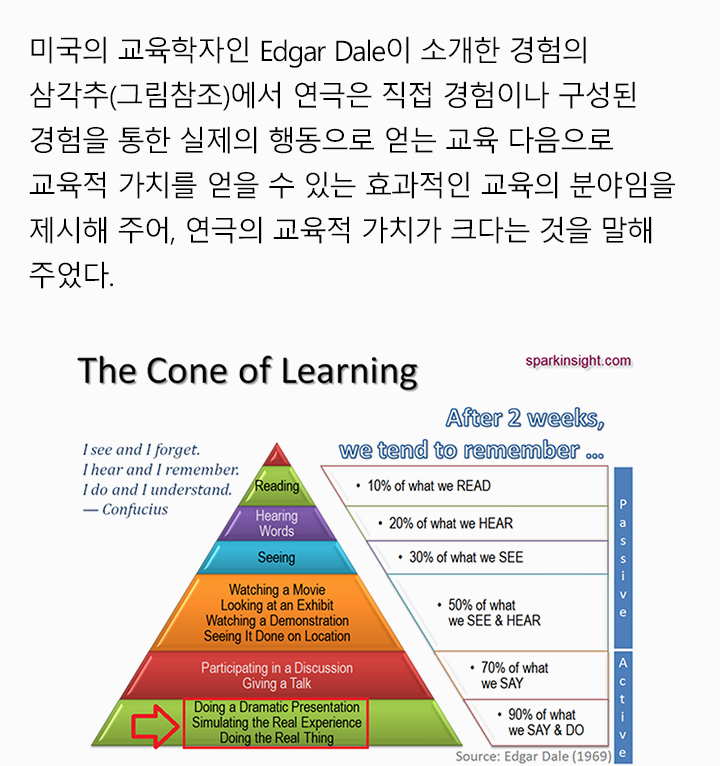 미국의 교육학자인 Edgar Dale이 소개한 경험의
삼각추(그림참조)에서 연극은 직접 경험이나 구성된
경험을 통한 실제의 행동으로 얻는 교육 다음으로
교육적 가치를 얻을 수 있는 효과적인 교육의 분야임을
제시해 주어, 연극의 교육적 가치가 크다는 것을 말해
주었다.
The Cone of Learning
sparkinsight.com
After 2 weeks,
we tend to remember ...
I see and I forget.
I hear and I remember.
I do and I understand.
— Confucius
Reading
• 10% of what we READ
Hearing
Words
• 20% of what we HEAR
Seeing
• 30% of what we SEE
Watching a Movie
Looking at an Exhibit
Watching a Demonstration
Seeing It Done on Location
• 50% of what
we SEE & HEAR
Passive
Participating in a Discussion
Giving a Talk
• 70% of what
we SAY
Doing a Dramatic Presentation
Simulating the Real Experience
Doing the Real Thing
• 90% of what
we SAY & DO
Active
Source: Edgar Dale (1969)